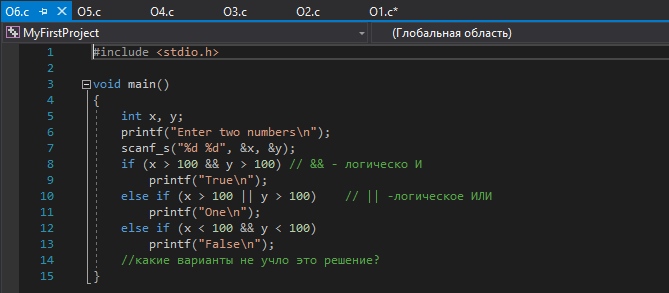 O6.c O5.c O4.c O3.c O2.c O1.c*
MyFirstProject (Глобальная область)
1 #include <stdio.h>
2
3 void main()
4 {
5 int x, y;
6 printf("Enter two numbers\n");
7 scanf_s("%d %d", &x, &y);
8 if (x > 100 && y > 100) // && - логическо И
9 printf("True\n");
10 else if (x > 100 || y > 100) // || -логическое ИЛИ
11 printf("One\n");
12 else if (x < 100 && y < 100)
13 printf("False\n");
14 //какие варианты не учло это решение?
15 }